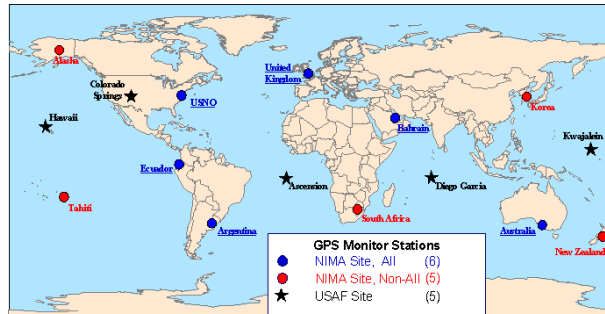 Alaska
United
Kingdom
Colorado
Springs
USNO
Korea
Hawaii
Bahrain
Kwajalein
Ecuador
Ascension
Diego Garcia
Tahiti
South Africa
Argentina
Australia
New Zealand
GPS Monitor Stations
NIMA Site, All (6)
NIMA Site, Non-All (5)
USAF Site (5)